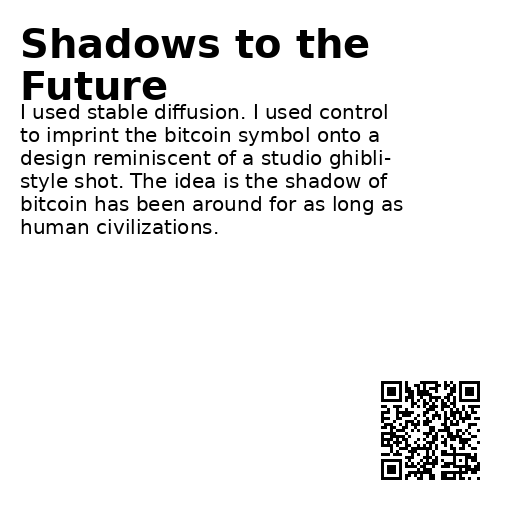 Shadows to the
Future
I used stable diffusion. I used control
to imprint the bitcoin symbol onto a
design reminiscent of a studio ghibli-
style shot. The idea is the shadow of
bitcoin has been around for as long as
human civilizations.